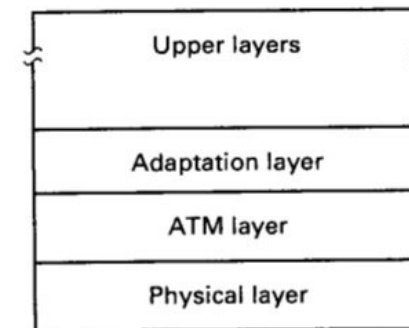 Upper layers
Adaptation layer
ATM layer
Physical layer